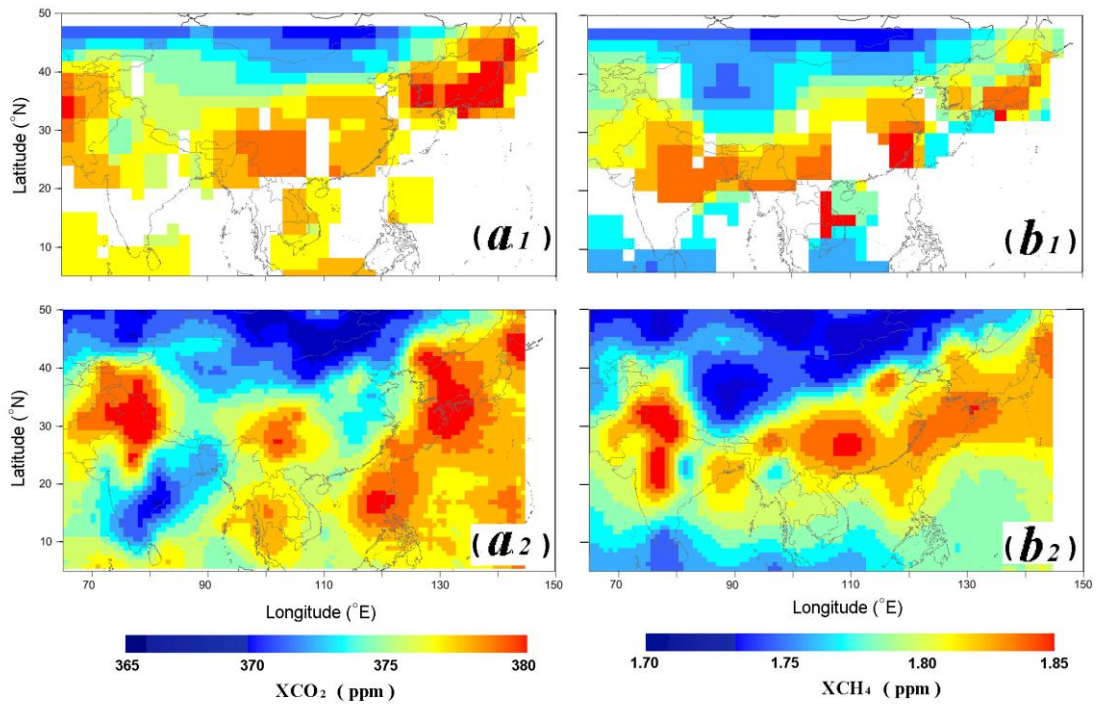 50
40
30
20
10
Latitude (°N)
(a.1)
(b1)
50
40
30
20
10
Latitude (°N)
(a2)
(b2)
70 90 110 130 150
70 90 110 130 150
Longitude (°E)
Longitude (°E)
365 370 375 380
1.70 1.75 1.80 1.85
XCO₂ ( ppm )
XCH₄ ( ppm )